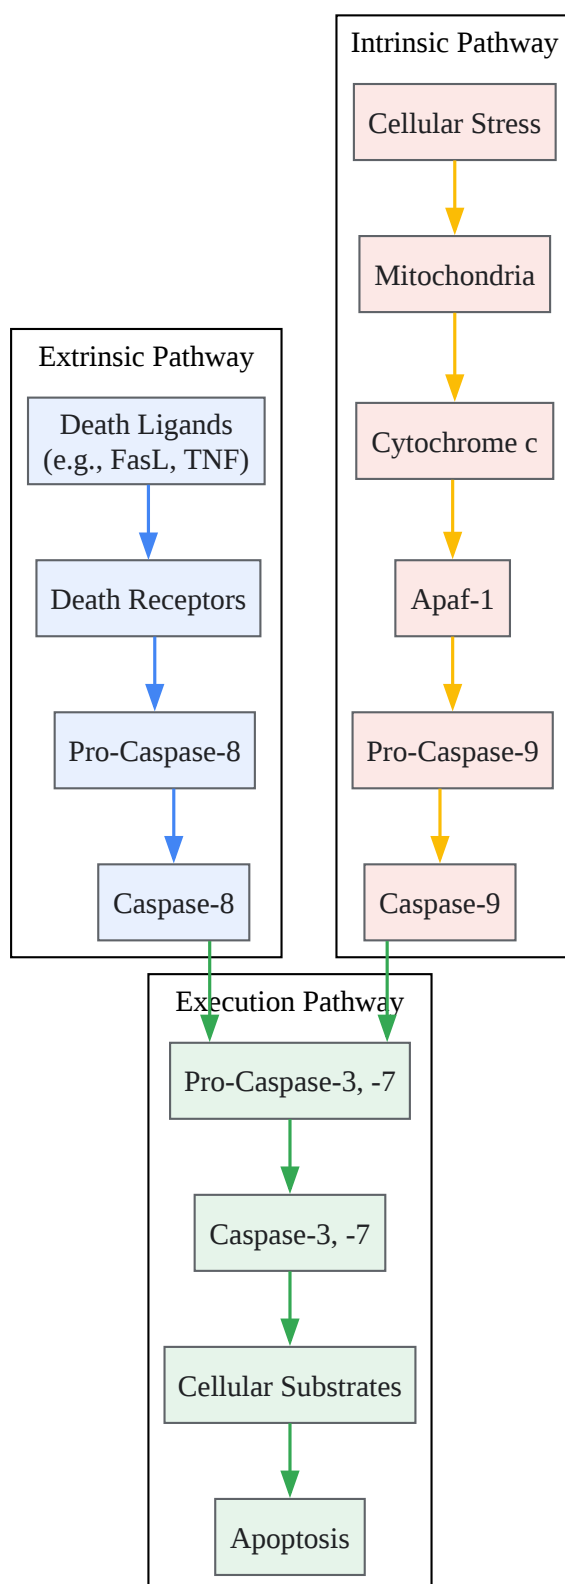 Intrinsic Pathway
Cellular Stress
Mitochondria
Cytochrome c
Apaf-1
Pro-Caspase-9
Caspase-9
Extrinsic Pathway
Death Ligands
(e.g., FasL, TNF)
Death Receptors
Pro-Caspase-8
Caspase-8
Execution Pathway
Pro-Caspase-3, -7
Caspase-3, -7
Cellular Substrates
Apoptosis